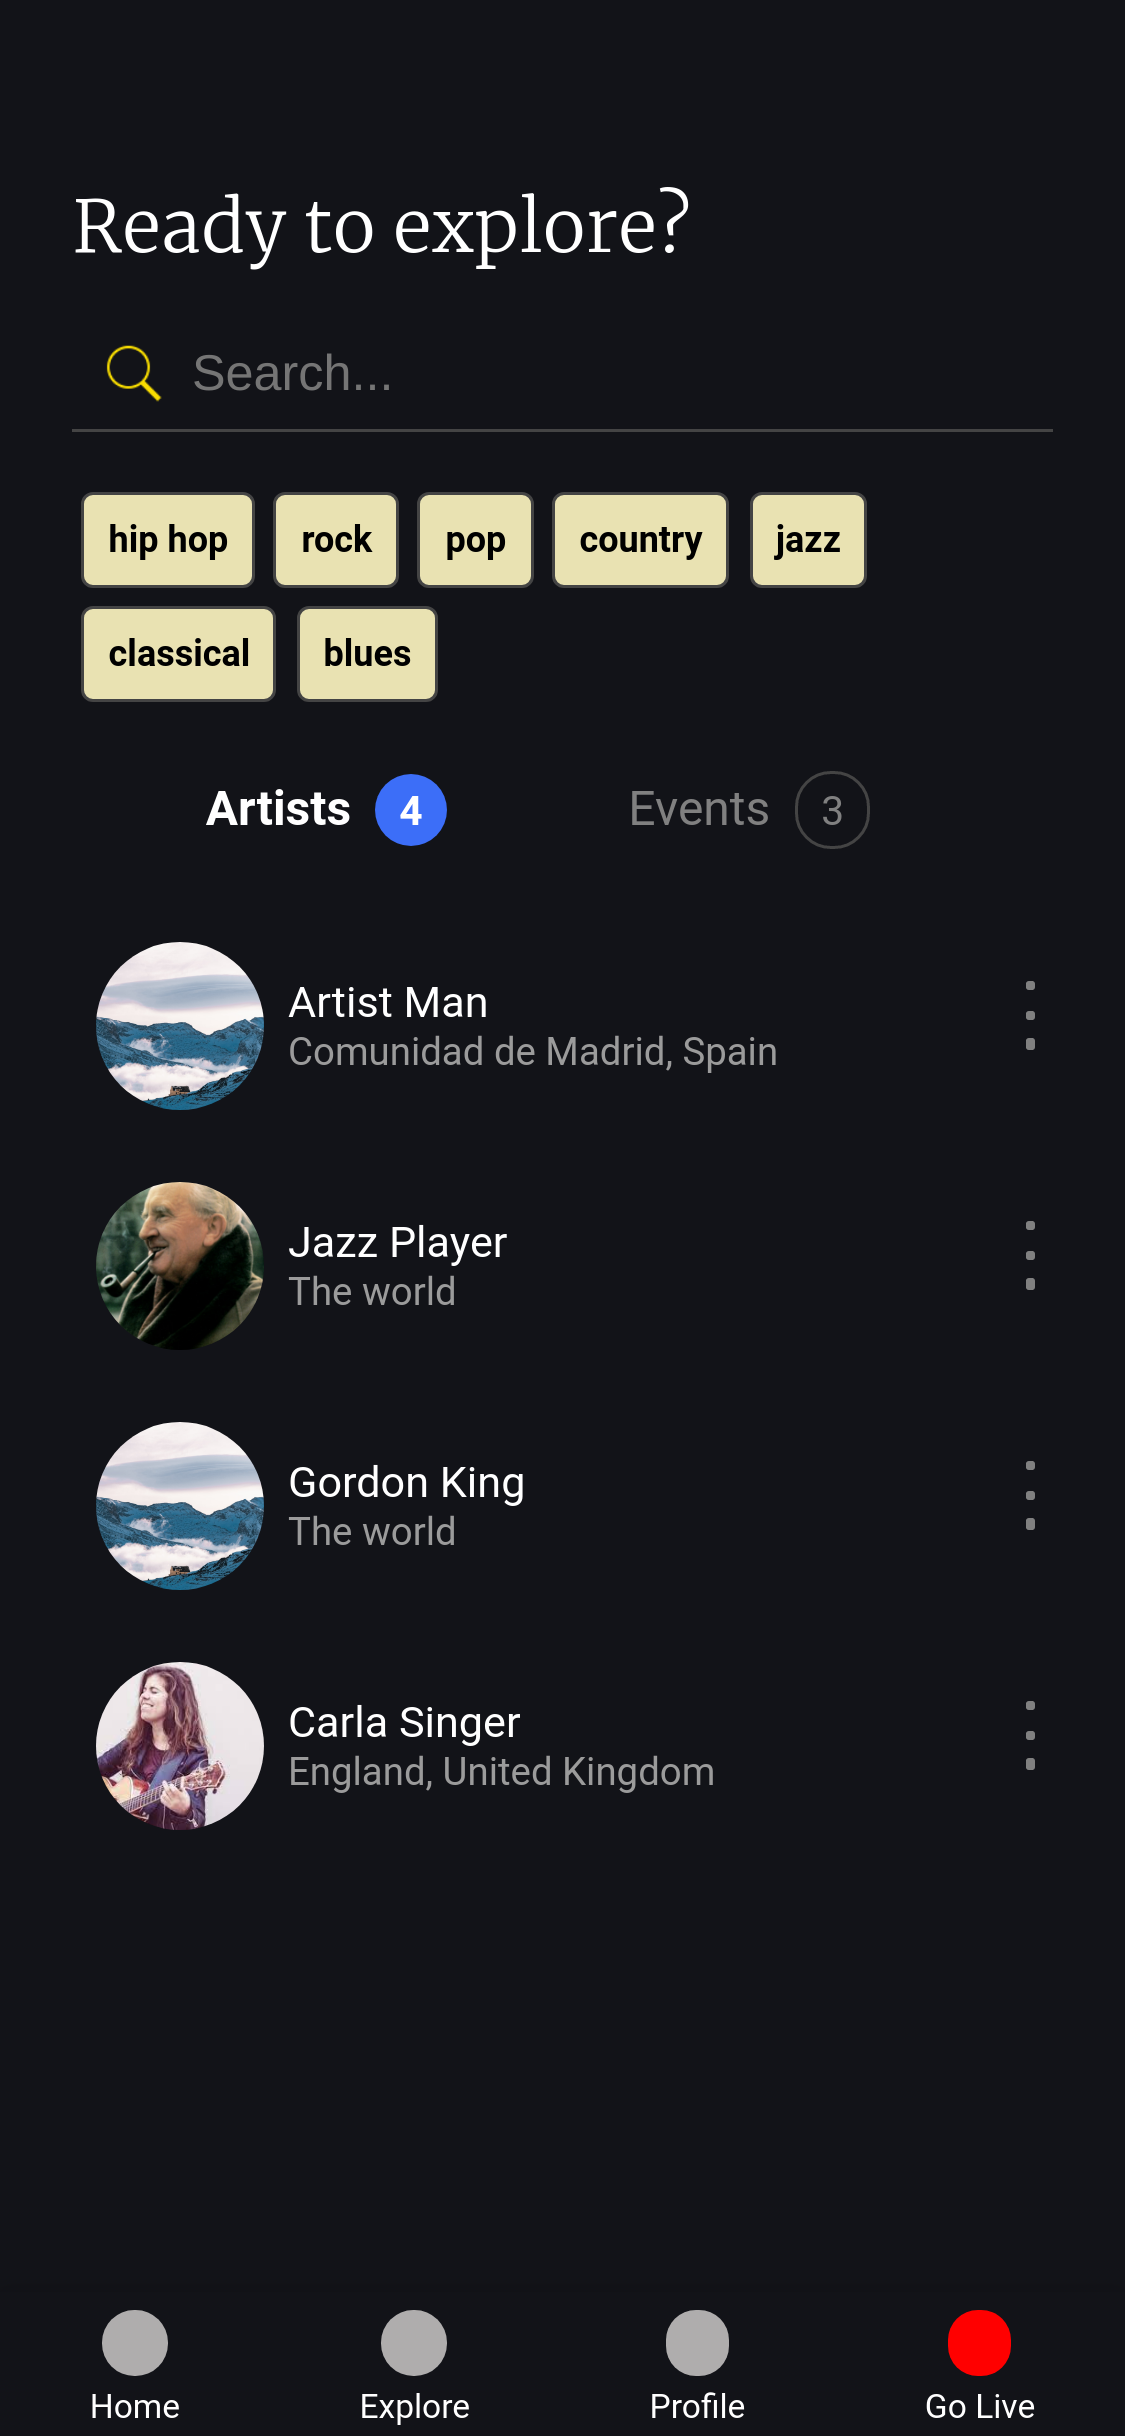 Ready to explore?
Search...
hip hop rock pop country jazz
classical blues
Artists 4 Events 3
Artist Man
Comunidad de Madrid, Spain
Jazz Player
The world
Gordon King
The world
Carla Singer
England, United Kingdom
Home Explore Profile Go Live